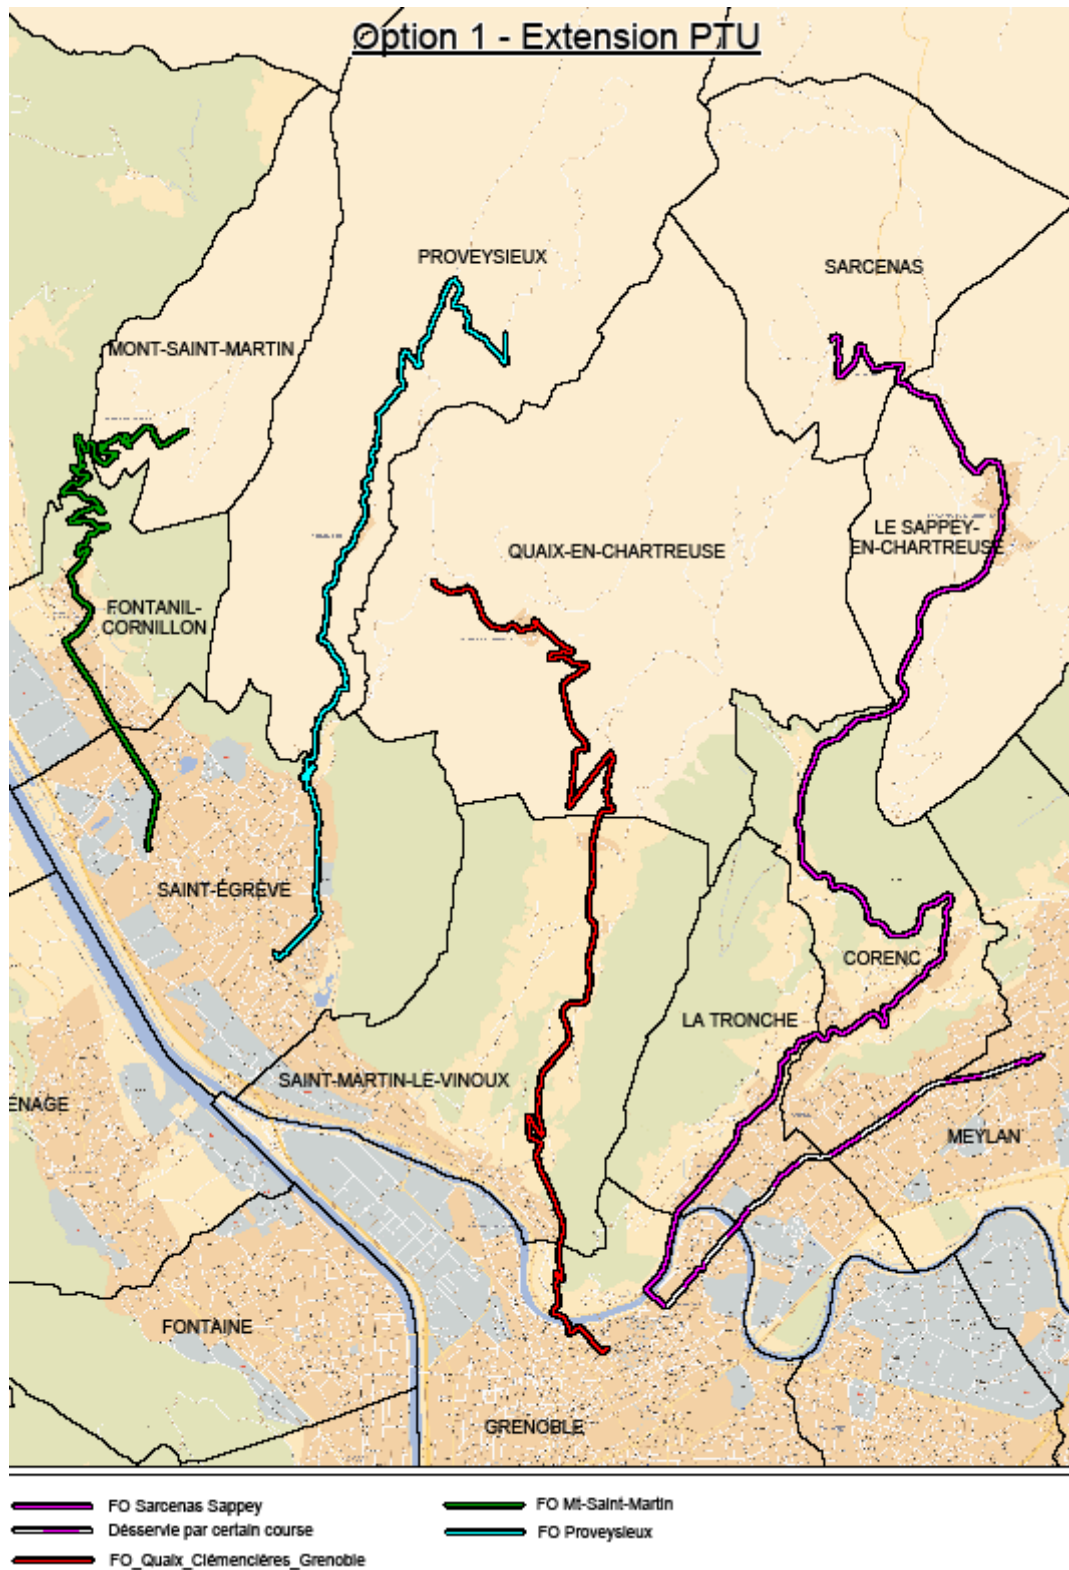 Option 1 - Extension PTU
PROVEYSIEUX
SARCENAS
MONT-SAINT-MARTIN
LE SAPPEY-
EN-CHARTREUSE
QUAIX-EN-CHARTREUSE
FONTANIL-
CORNILLON
SAINT-ÉGRÈVE
CORENC
LA TRONCHE
SAINT-MARTIN-LE-VINOUX
ENAGE
MEYLAN
FONTAINE
GRENOBLE
FO Sarcenas Sappey
FO Mt-Saint-Martin
Désservie par certain course
FO Proveysieux
FO_Quaix_Clémencières_Grenoble